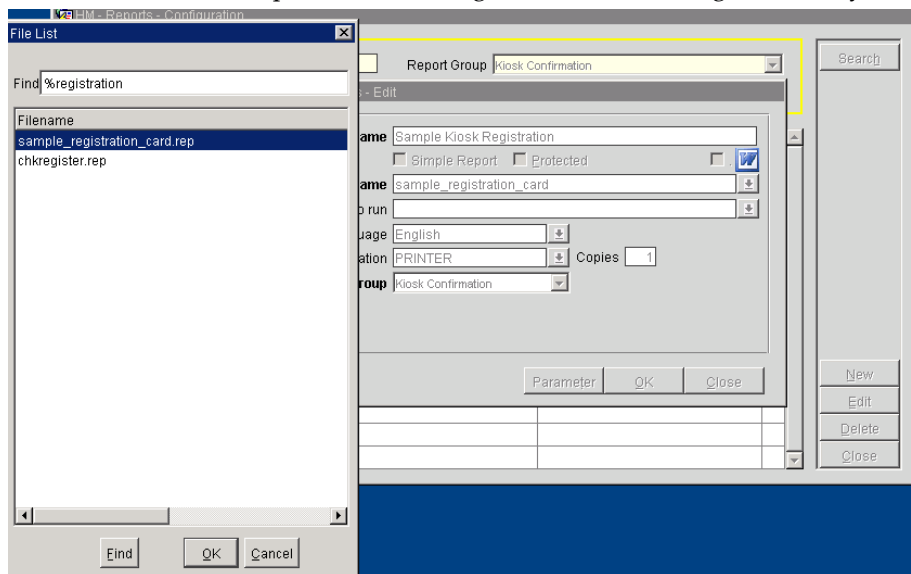 HM - Reports - Configuration
File List
Find %registration
Filename
sample_registration_card.rep
chkregister.rep
Find OK Cancel
Report Group Kiosk Confirmation
- Edit
ame Sample Kiosk Registration
Simple Report Protected
ame sample_registration_card
o run
uage English
ation PRINTER Copies 1
roup Kiosk Confirmation
Parameter OK Close
Search
New
Edit
Delete
Close